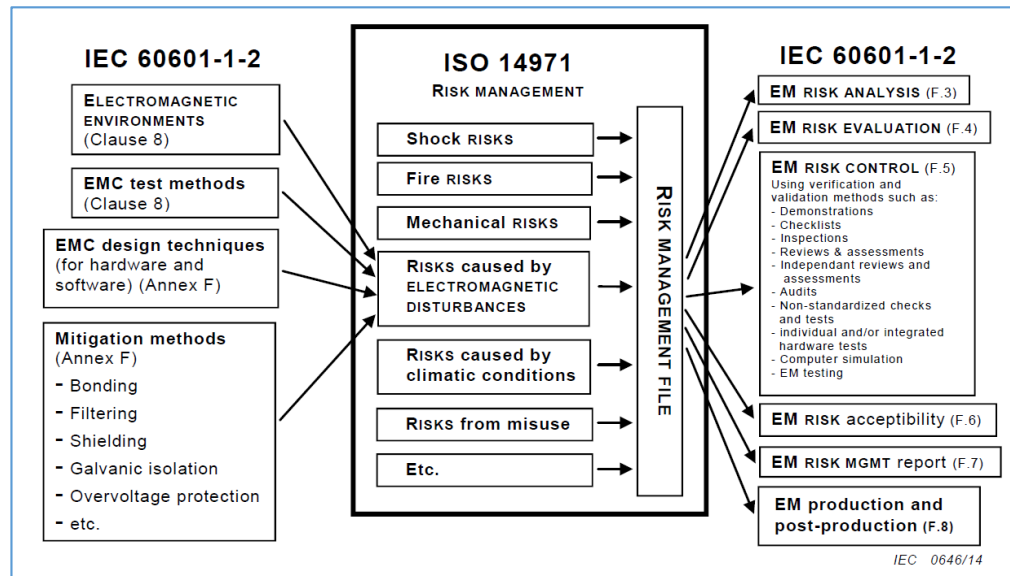 IEC 60601-1-2
ELECTROMAGNETIC
ENVIRONMENTS
(Clause 8)
EMC test methods
(Clause 8)
EMC design techniques
(for hardware and
software) (Annex F)
Mitigation methods
(Annex F)
- Bonding
- Filtering
- Shielding
- Galvanic isolation
- Overvoltage protection
- etc.
ISO 14971
RISK MANAGEMENT
Shock RISKS
Fire RISKS
Mechanical RISKS
RISKS caused by
ELECTROMAGNETIC
DISTURBANCES
RISKS caused by
climatic conditions
RISKS from misuse
Etc.
RISK MANAGEMENT FILE
IEC 60601-1-2
EM RISK ANALYSIS (F.3)
EM RISK EVALUATION (F.4)
EM RISK CONTROL (F.5)
Using verification and
validation methods such as:
- Demonstrations
- Checklists
- Inspections
- Reviews & assessments
- Independant reviews and
assessments
- Audits
- Non-standardized checks
and tests
- individual and/or integrated
hardware tests
- Computer simulation
- EM testing
EM RISK acceptibility (F.6)
EM RISK MGMT report (F.7)
EM production and
post-production (F.8)
IEC 0646/14